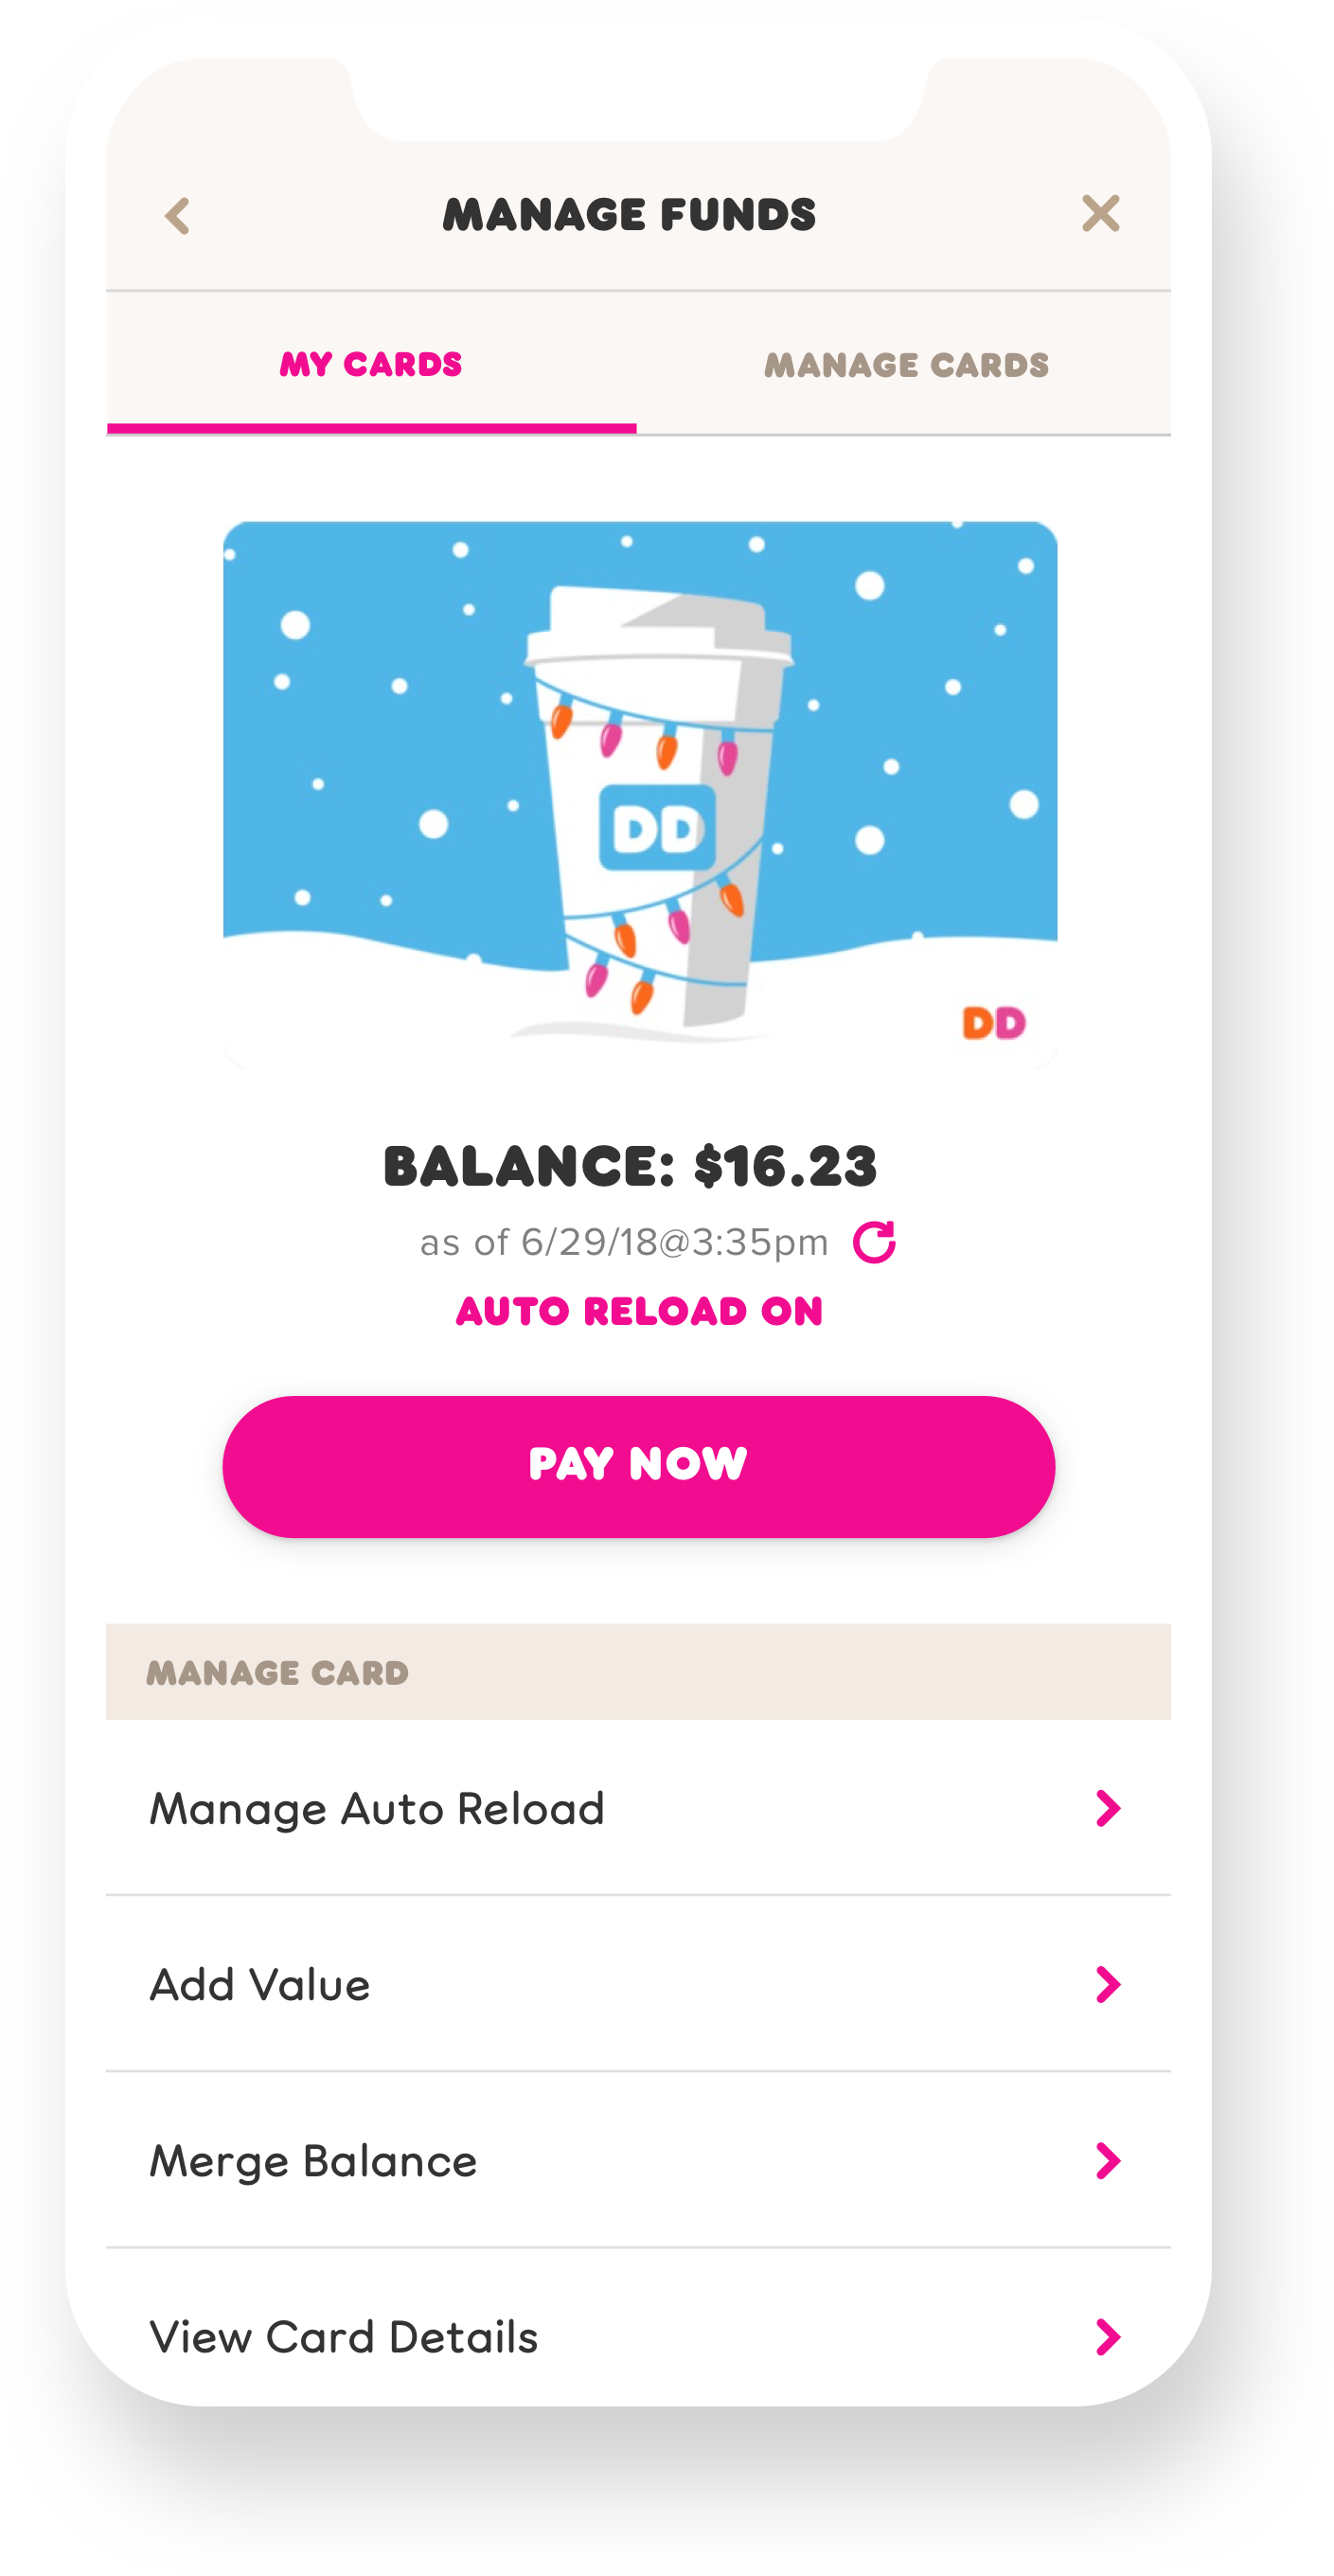 MANAGE FUNDS
MY CARDS MANAGE CARDS
DD
DD
BALANCE: $16.23
as of 6/29/18@3:35pm
AUTO RELOAD ON
PAY NOW
MANAGE CARD
Manage Auto Reload
Add Value
Merge Balance
View Card Details